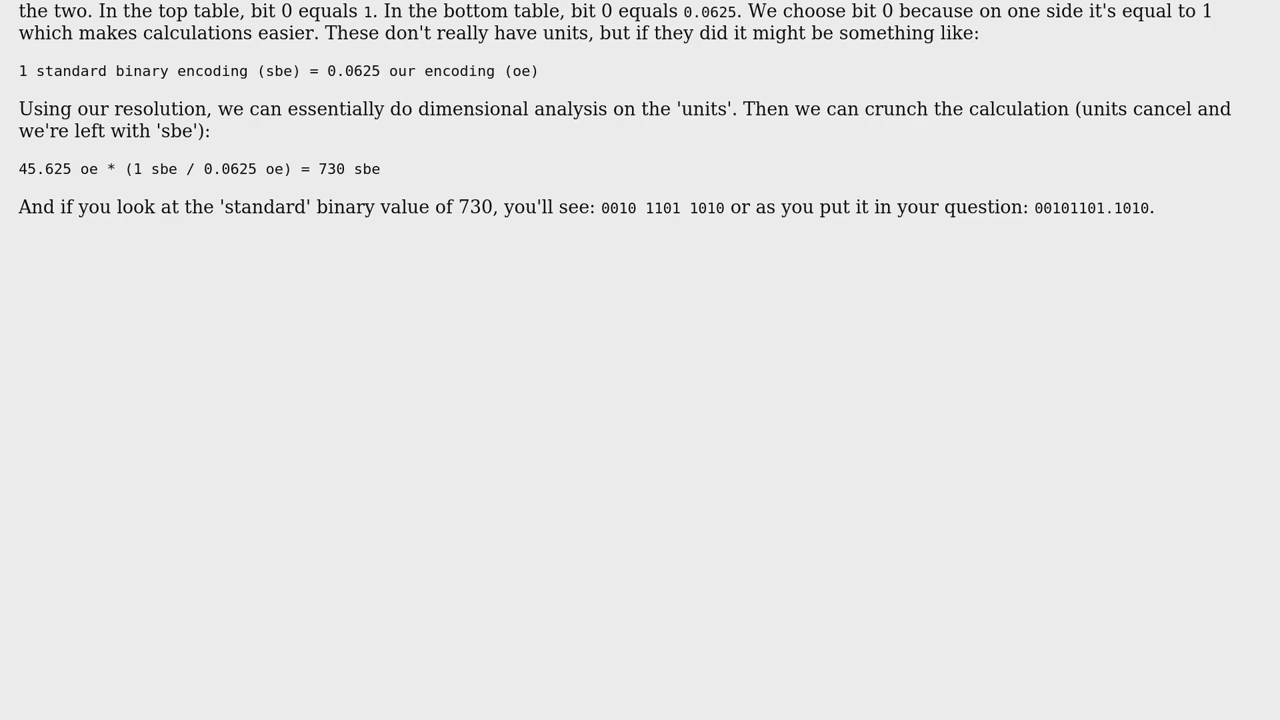 the two. In the top table, bit 0 equals 1. In the bottom table, bit 0 equals 0.0625. We choose bit 0 because on one side it's equal to 1
which makes calculations easier. These don't really have units, but if they did it might be something like:
1 standard binary encoding (sbe) = 0.0625 our encoding (oe)
Using our resolution, we can essentially do dimensional analysis on the 'units'. Then we can crunch the calculation (units cancel and
we're left with 'sbe'):
45.625 oe * (1 sbe / 0.0625 oe) = 730 sbe
And if you look at the 'standard' binary value of 730, you'll see: 0010 1101 1010 or as you put it in your question: 00101101.1010.